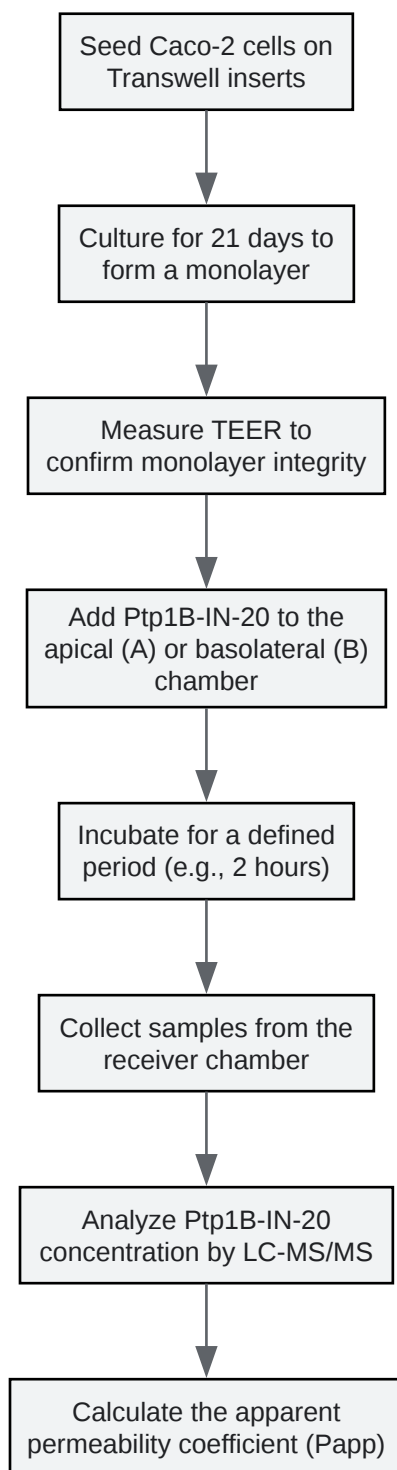 Seed Caco-2 cells on
Transwell inserts
Culture for 21 days to
form a monolayer
Measure TEER to
confirm monolayer integrity
Add Ptp1B-IN-20 to the
apical (A) or basolateral (B)
chamber
Incubate for a defined
period (e.g., 2 hours)
Collect samples from the
receiver chamber
Analyze Ptp1B-IN-20
concentration by LC-MS/MS
Calculate the apparent
permeability coefficient (Papp)